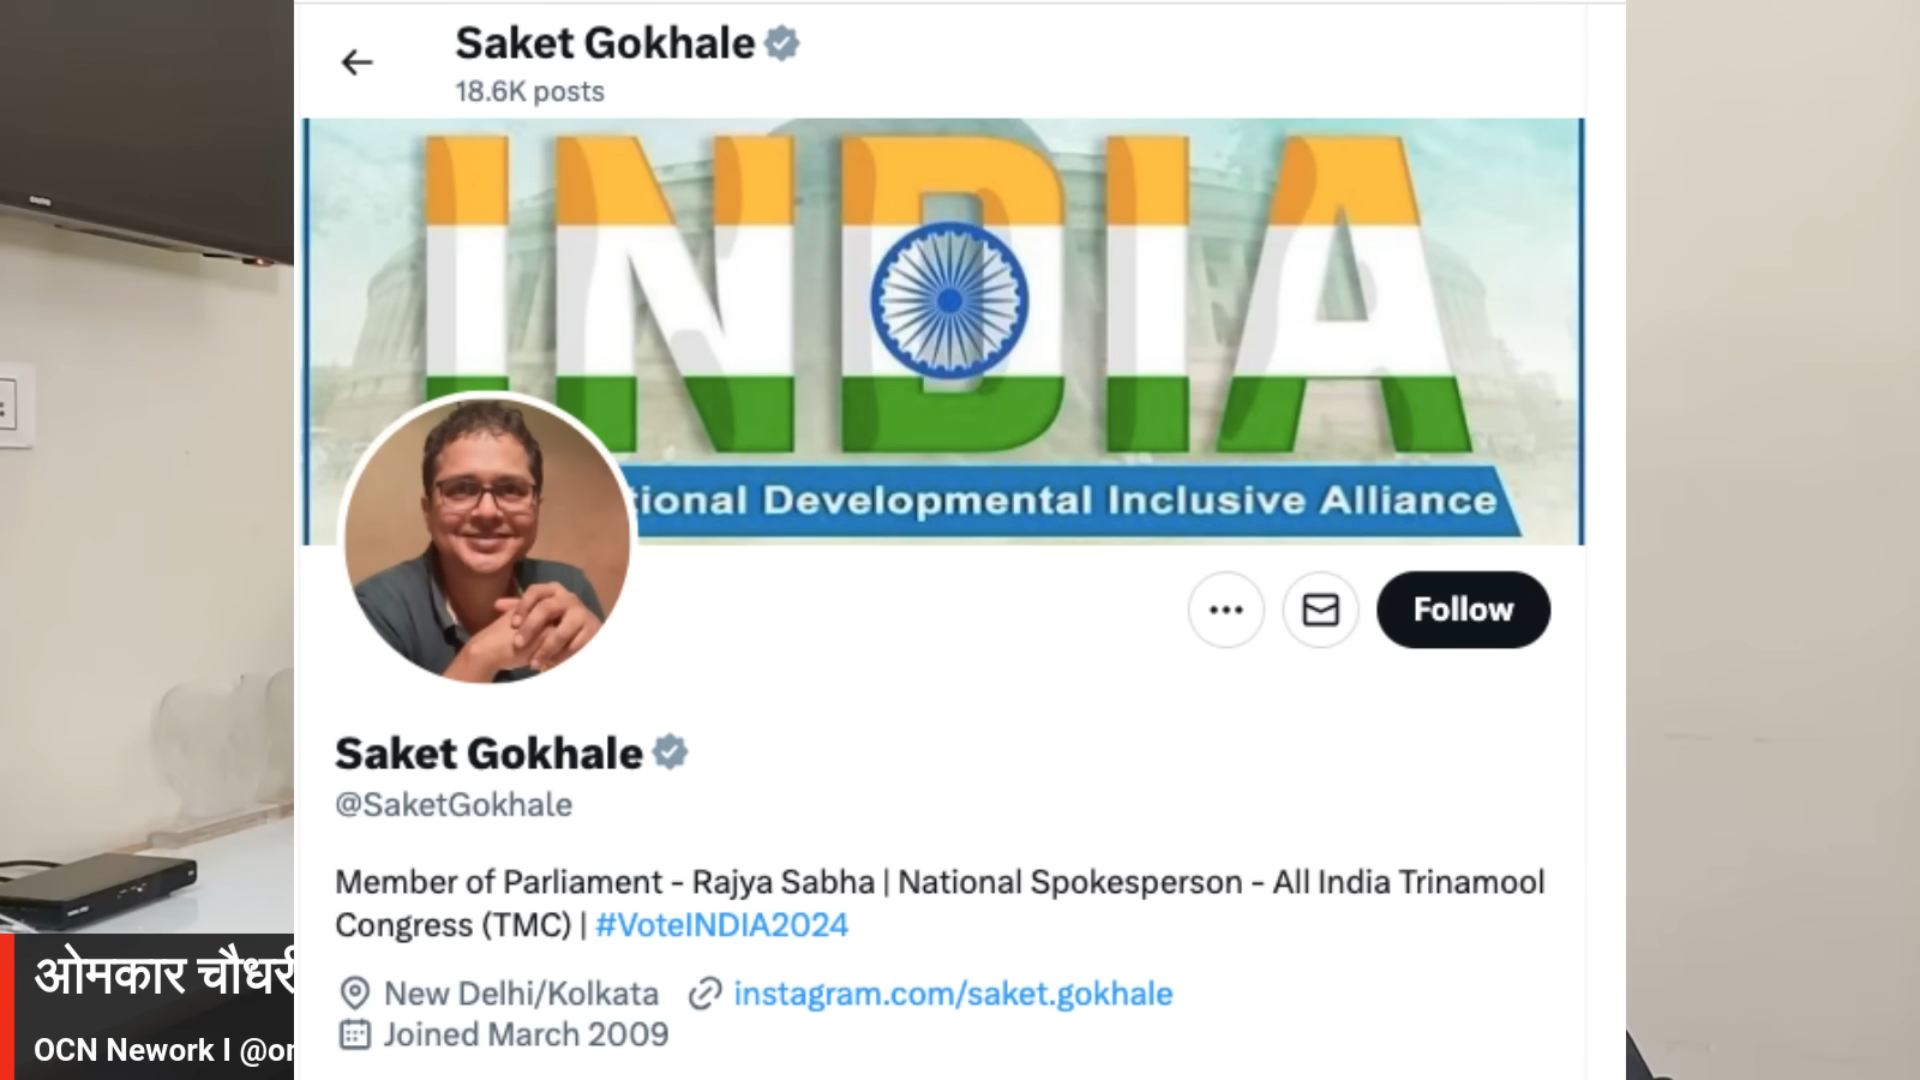 Saket Gokhale
18.6K posts
INDIA
tional Developmental Inclusive Alliance
Follow
Saket Gokhale
@SaketGokhale
Member of Parliament - Rajya Sabha | National Spokesperson - All India Trinamool
Congress (TMC) | #VoteINDIA2024
New Delhi/Kolkata instagram.com/saket.gokhale
Joined March 2009
ओमकार चौधरी
OCN Nework I @o